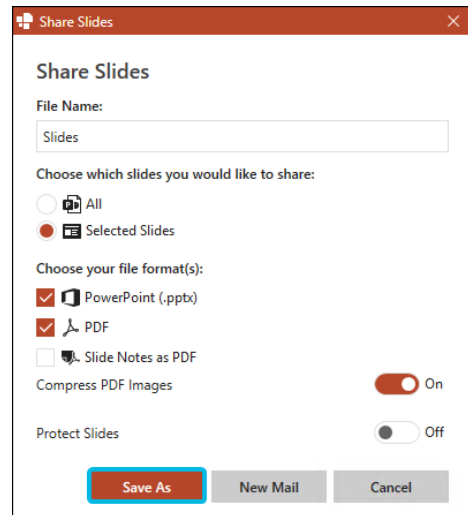 Share Slides
Share Slides
File Name:
Slides
Choose which slides you would like to share:
All
Selected Slides
Choose your file format(s):
PowerPoint (.pptx)
PDF
Slide Notes as PDF
Compress PDF Images On
Protect Slides Off
Save As New Mail Cancel